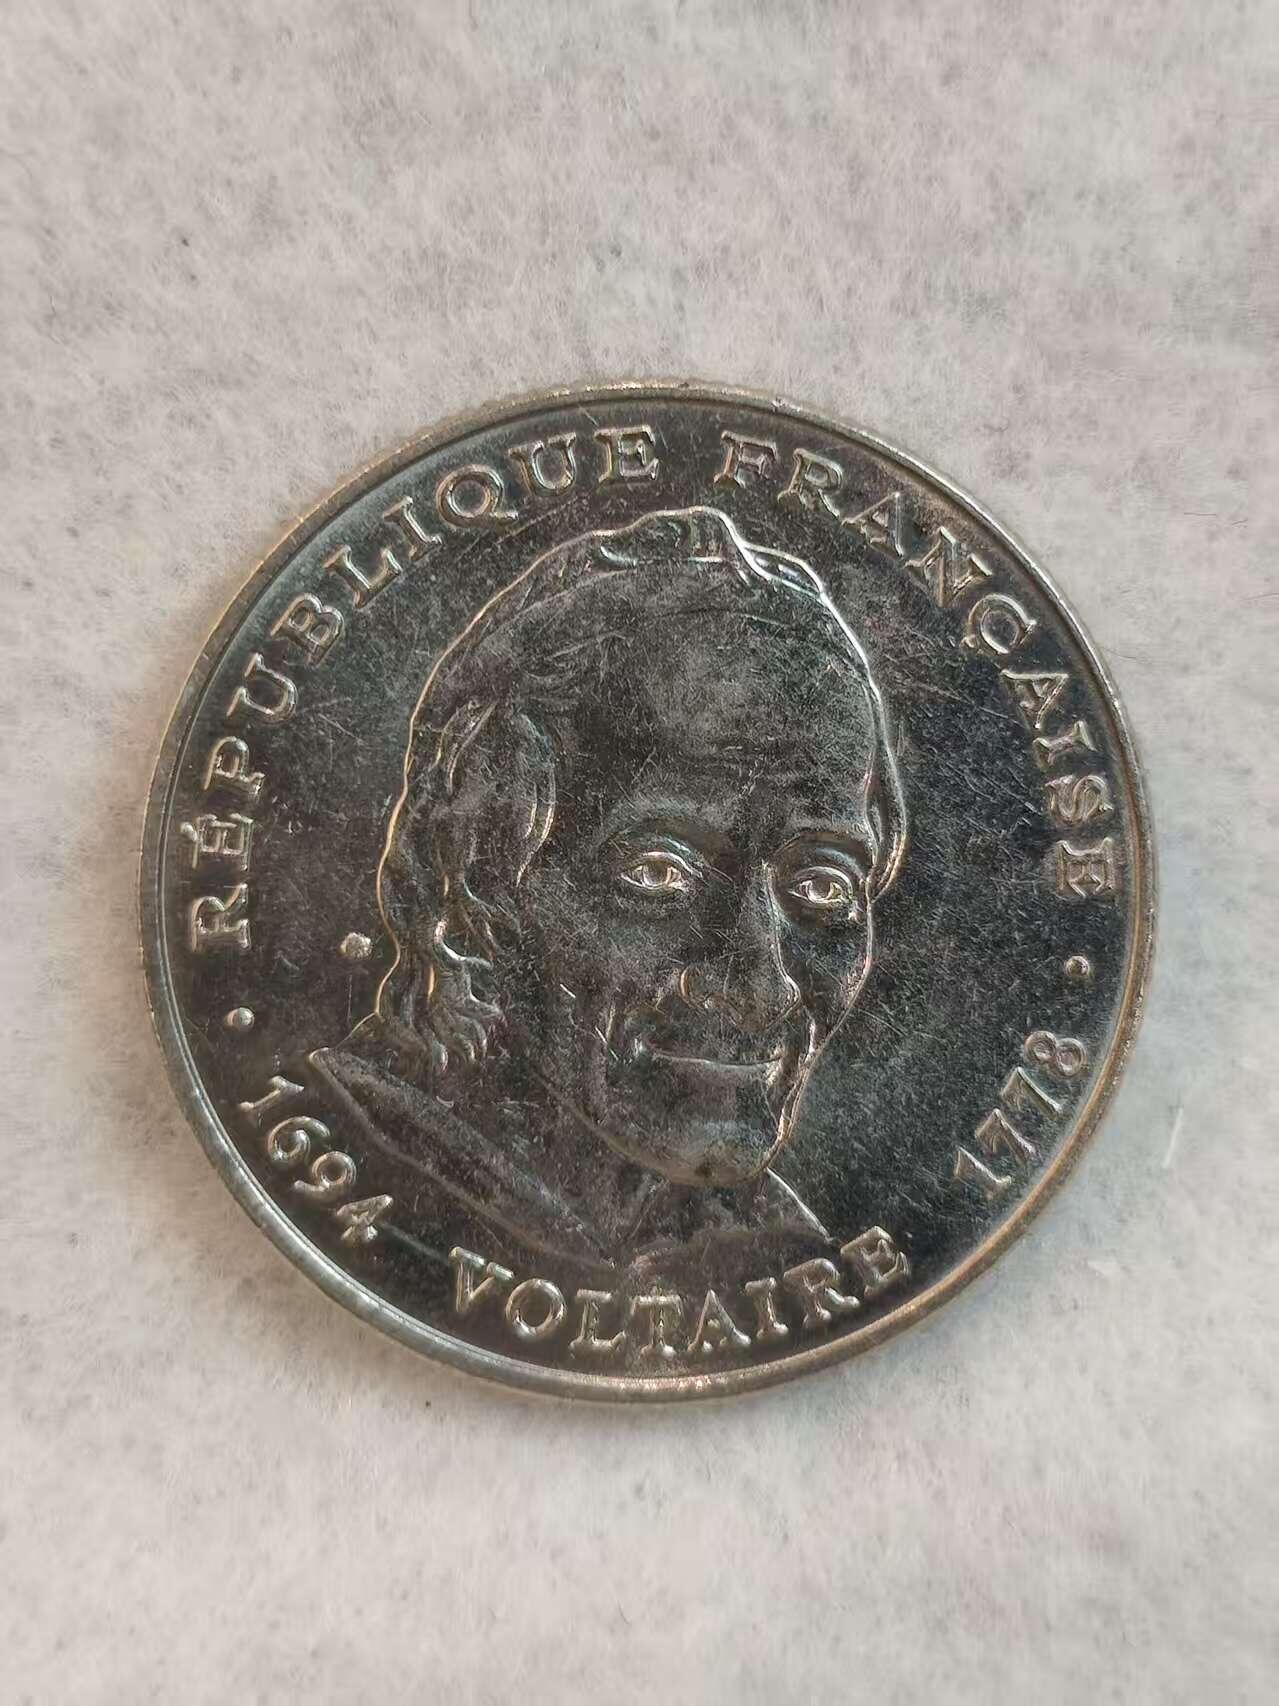 · RÉPUBLIQUE FRANÇAISE ·
1694 VOLTAIRE 1778